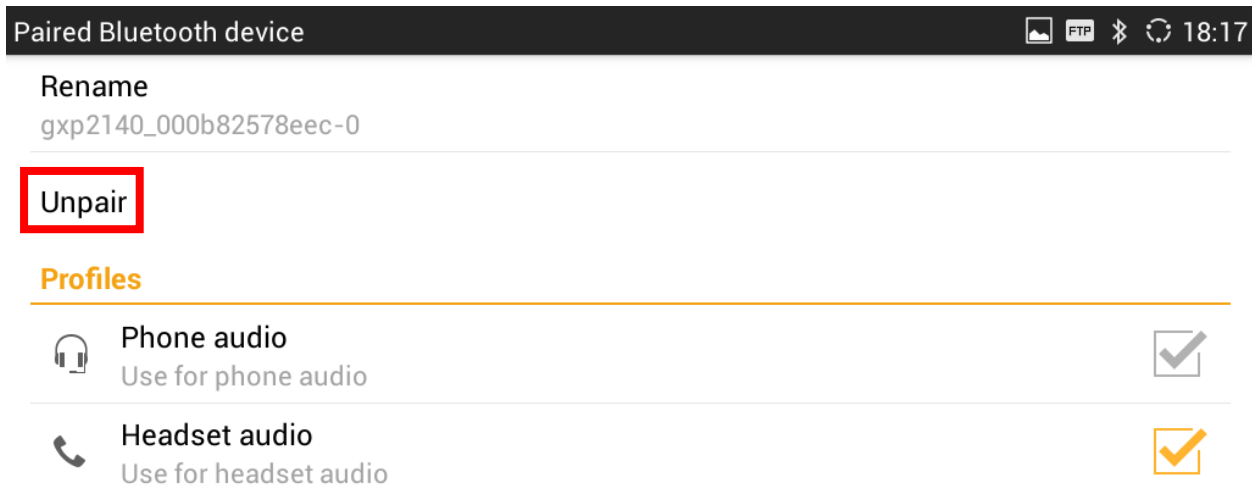 Paired Bluetooth device FTP 18:17
Rename
gxp2140_000b82578eec-0
Unpair
Profiles
Phone audio
Use for phone audio
Headset audio
Use for headset audio